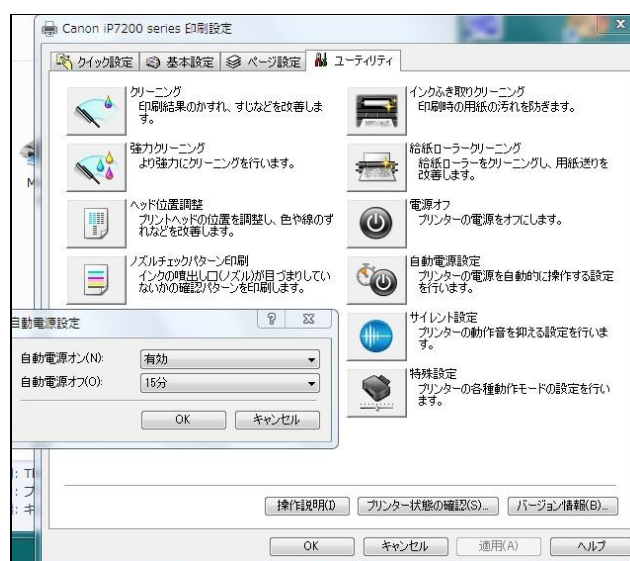 Canon iP7200 series 印刷設定
x
クイック設定
基本設定
ページ設定
ユーティリティ
クリーニング
印刷結果のかすれ、すじなどを改善しま
す。
強力クリーニング
より強力にクリーニングを行います。
ヘッド位置調整
プリントヘッドの位置を調整し、色や線のず
れなどを改善します。
ノズルチェックパターン印刷
インクの噴出し口(ノズル)が目づまりしてい
ないかの確認パターンを印刷します。
インクふき取りクリーニング
印刷時の用紙の汚れを防ぎます。
給紙ローラークリーニング
給紙ローラーをクリーニングし、用紙送りを
改善します。
電源オフ
プリンターの電源をオフにします。
自動電源設定
プリンターの電源を自動的に操作する設定
を行います。
サイレント設定
プリンターの動作音を抑える設定を行いま
す。
特殊設定
プリンターの各種動作モードの設定を行い
ます。
自動電源設定
?
自動電源オン(N):
有効
自動電源オフ(O):
15分
OK
キャンセル
M
: Th
: プ
: キ
操作説明(I)
プリンター状態の確認(S)...
バージョン情報(B)...
OK
キャンセル
適用(A)
ヘルプ